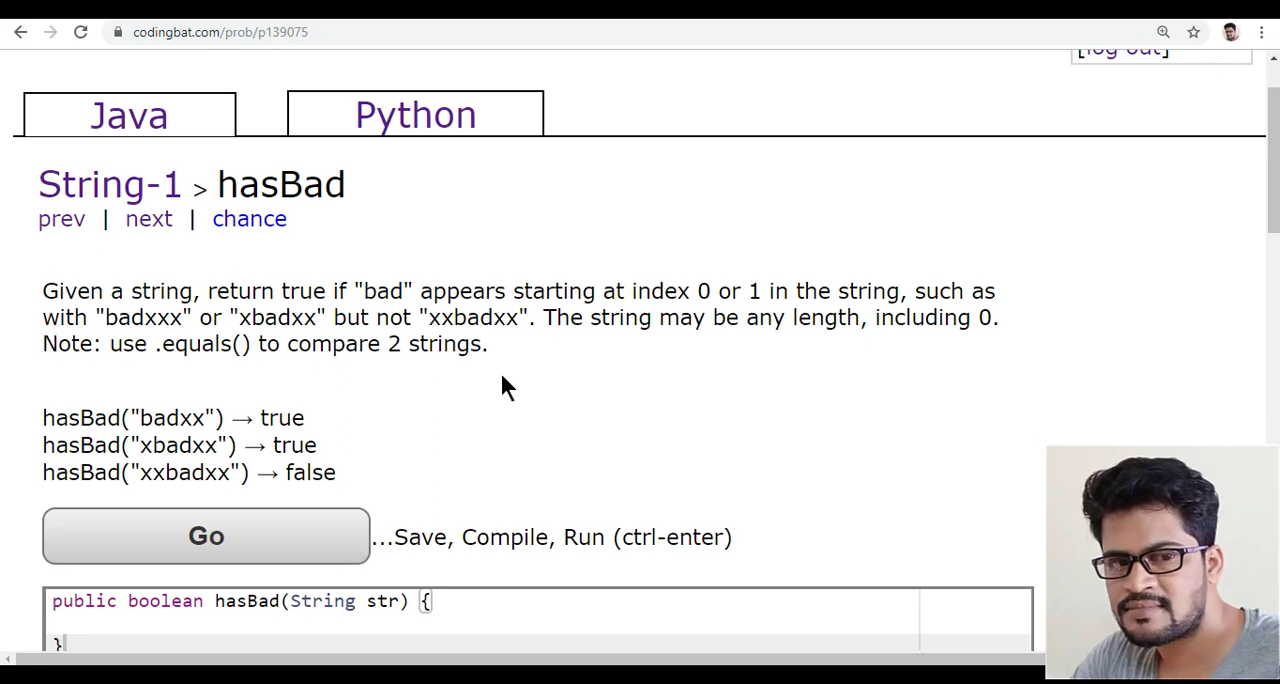 codingbat.com/prob/p139075
[log out]
Java Python
String-1 > hasBad
prev | next | chance
Given a string, return true if "bad" appears starting at index 0 or 1 in the string, such as
with "badxxx" or "xbadxx" but not "xxbadxx". The string may be any length, including 0.
Note: use .equals() to compare 2 strings.
hasBad("badxx") → true
hasBad("xbadxx") → true
hasBad("xxbadxx") → false
Go ...Save, Compile, Run (ctrl-enter)
public boolean hasBad(String str) {
}